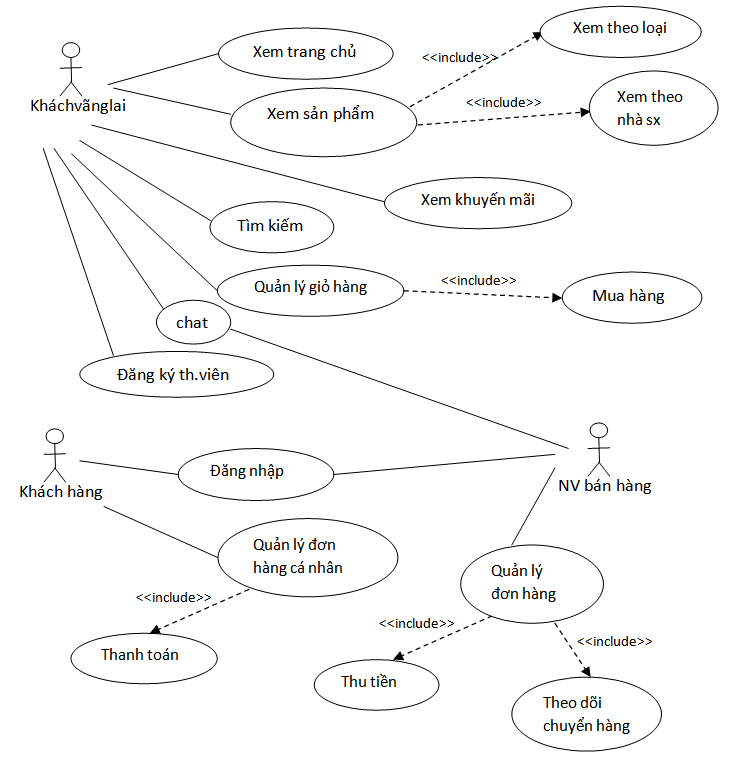 Xem theo loại
Xem trang chủ
<<include>>
Kháchvãnglai
Xem sản phẩm
<<include>>
Xem theo
nhà sx
Xem khuyến mãi
Tìm kiếm
Quản lý giỏ hàng
<<include>>
Mua hàng
chat
Đăng ký th.viên
Đăng nhập
Khách hàng
NV bán hàng
Quản lý đơn
hàng cá nhân
Quản lý
đơn hàng
<<include>>
<<include>>
<<include>>
Thanh toán
Thu tiền
Theo dõi
chuyển hàng